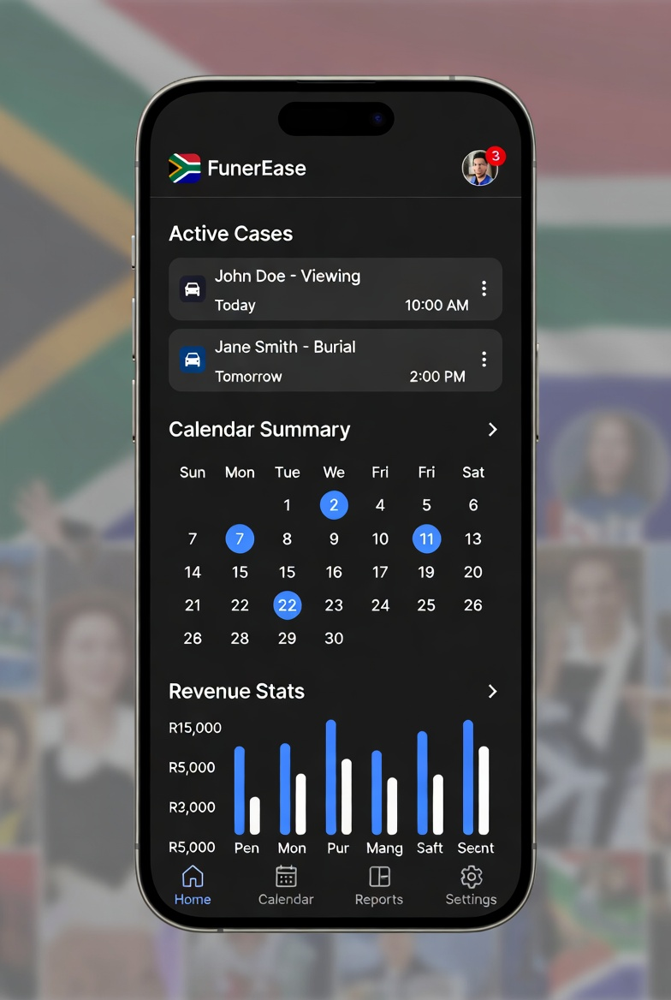 FunerEase
3
Active Cases
John Doe - Viewing
Today 10:00 AM
Jane Smith - Burial
Tomorrow 2:00 PM
Calendar Summary
Sun Mon Tue We Fri Fri Sat
1 2 4 5 6
7 7 8 9 10 11 13
14 15 15 16 17 19 20
21 22 22 23 24 25 26
26 28 29 30
Revenue Stats
R15,000
R5,000
R3,000
R5,000 Pen Mon Pur Mang Saft Secnt
Home Calendar Reports Settings